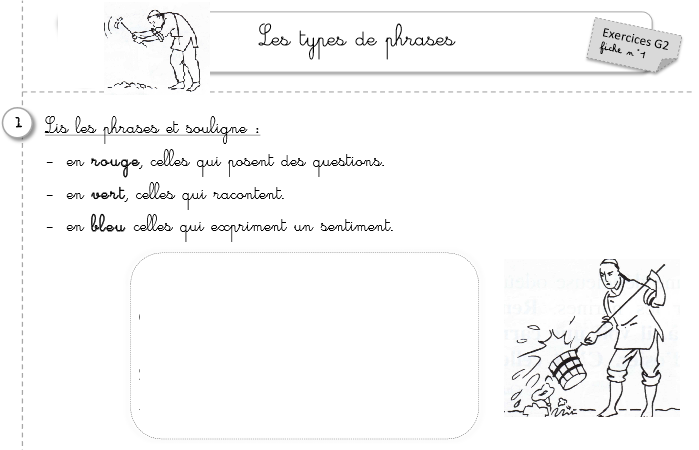 Les types de phrases
Exercices G2
fiche n°1
1 Lis les phrases et souligne :
- en rouge, celles qui posent des questions.
- en vert, celles qui racontent.
- en bleu celles qui expriment un sentiment.